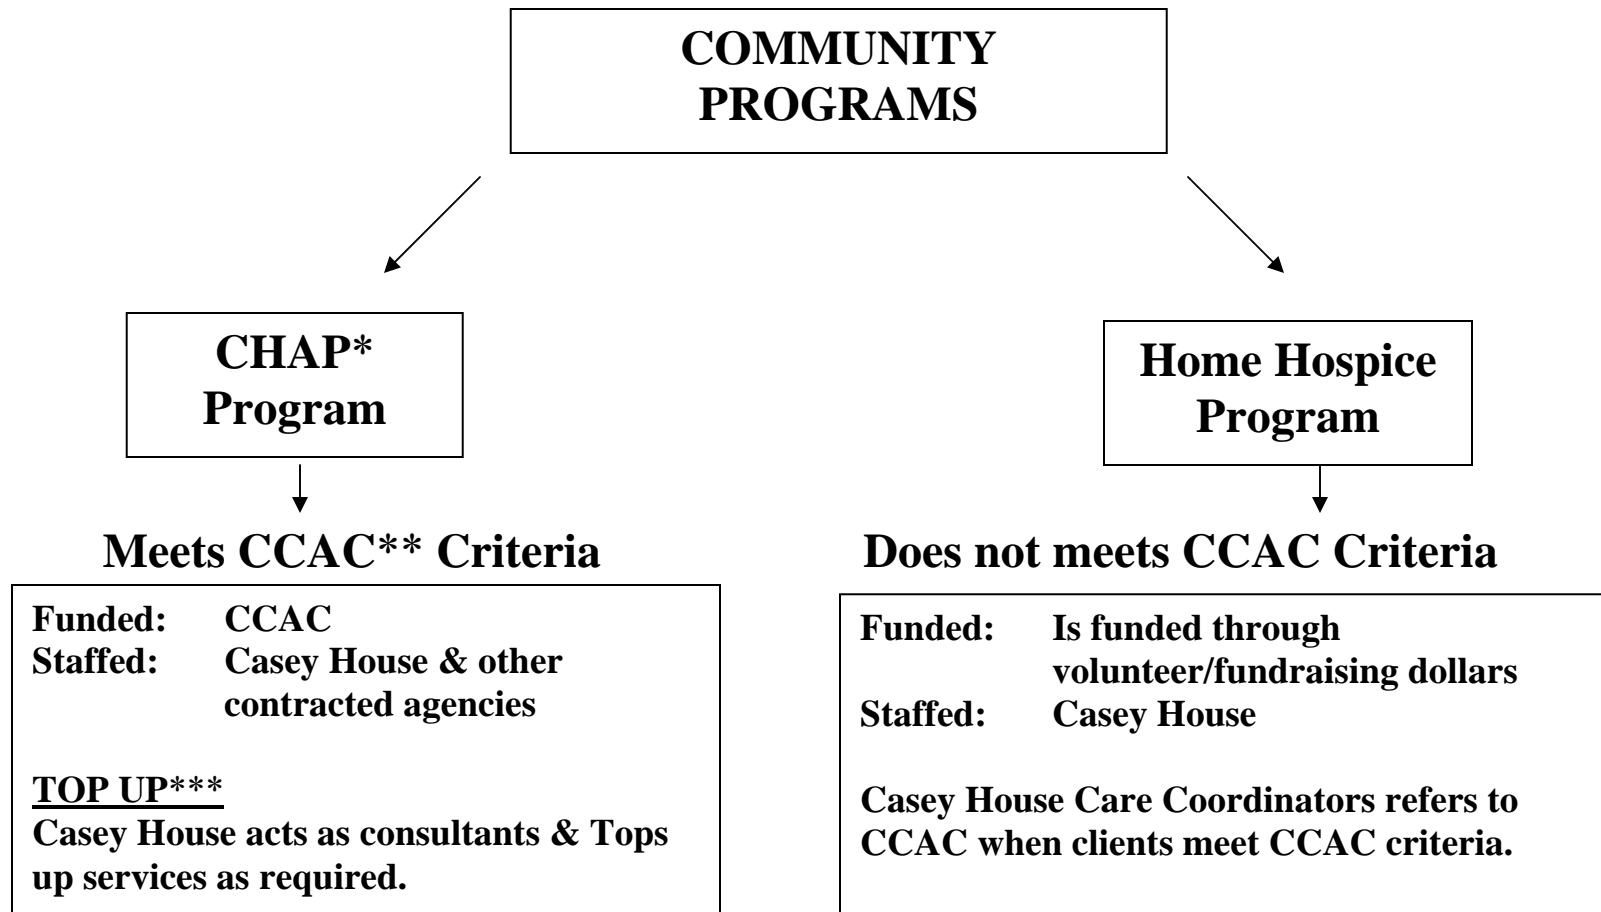 COMMUNITY
PROGRAMS
CHAP*
Program
Home Hospice
Program
Meets CCAC** Criteria
Does not meets CCAC Criteria
Funded: CCAC
Staffed: Casey House & other
contracted agencies
TOP UP***
Casey House acts as consultants & Tops
up services as required.
Funded: Is funded through
volunteer/fundraising dollars
Staffed: Casey House
Casey House Care Coordinators refers to
CCAC when clients meet CCAC criteria.